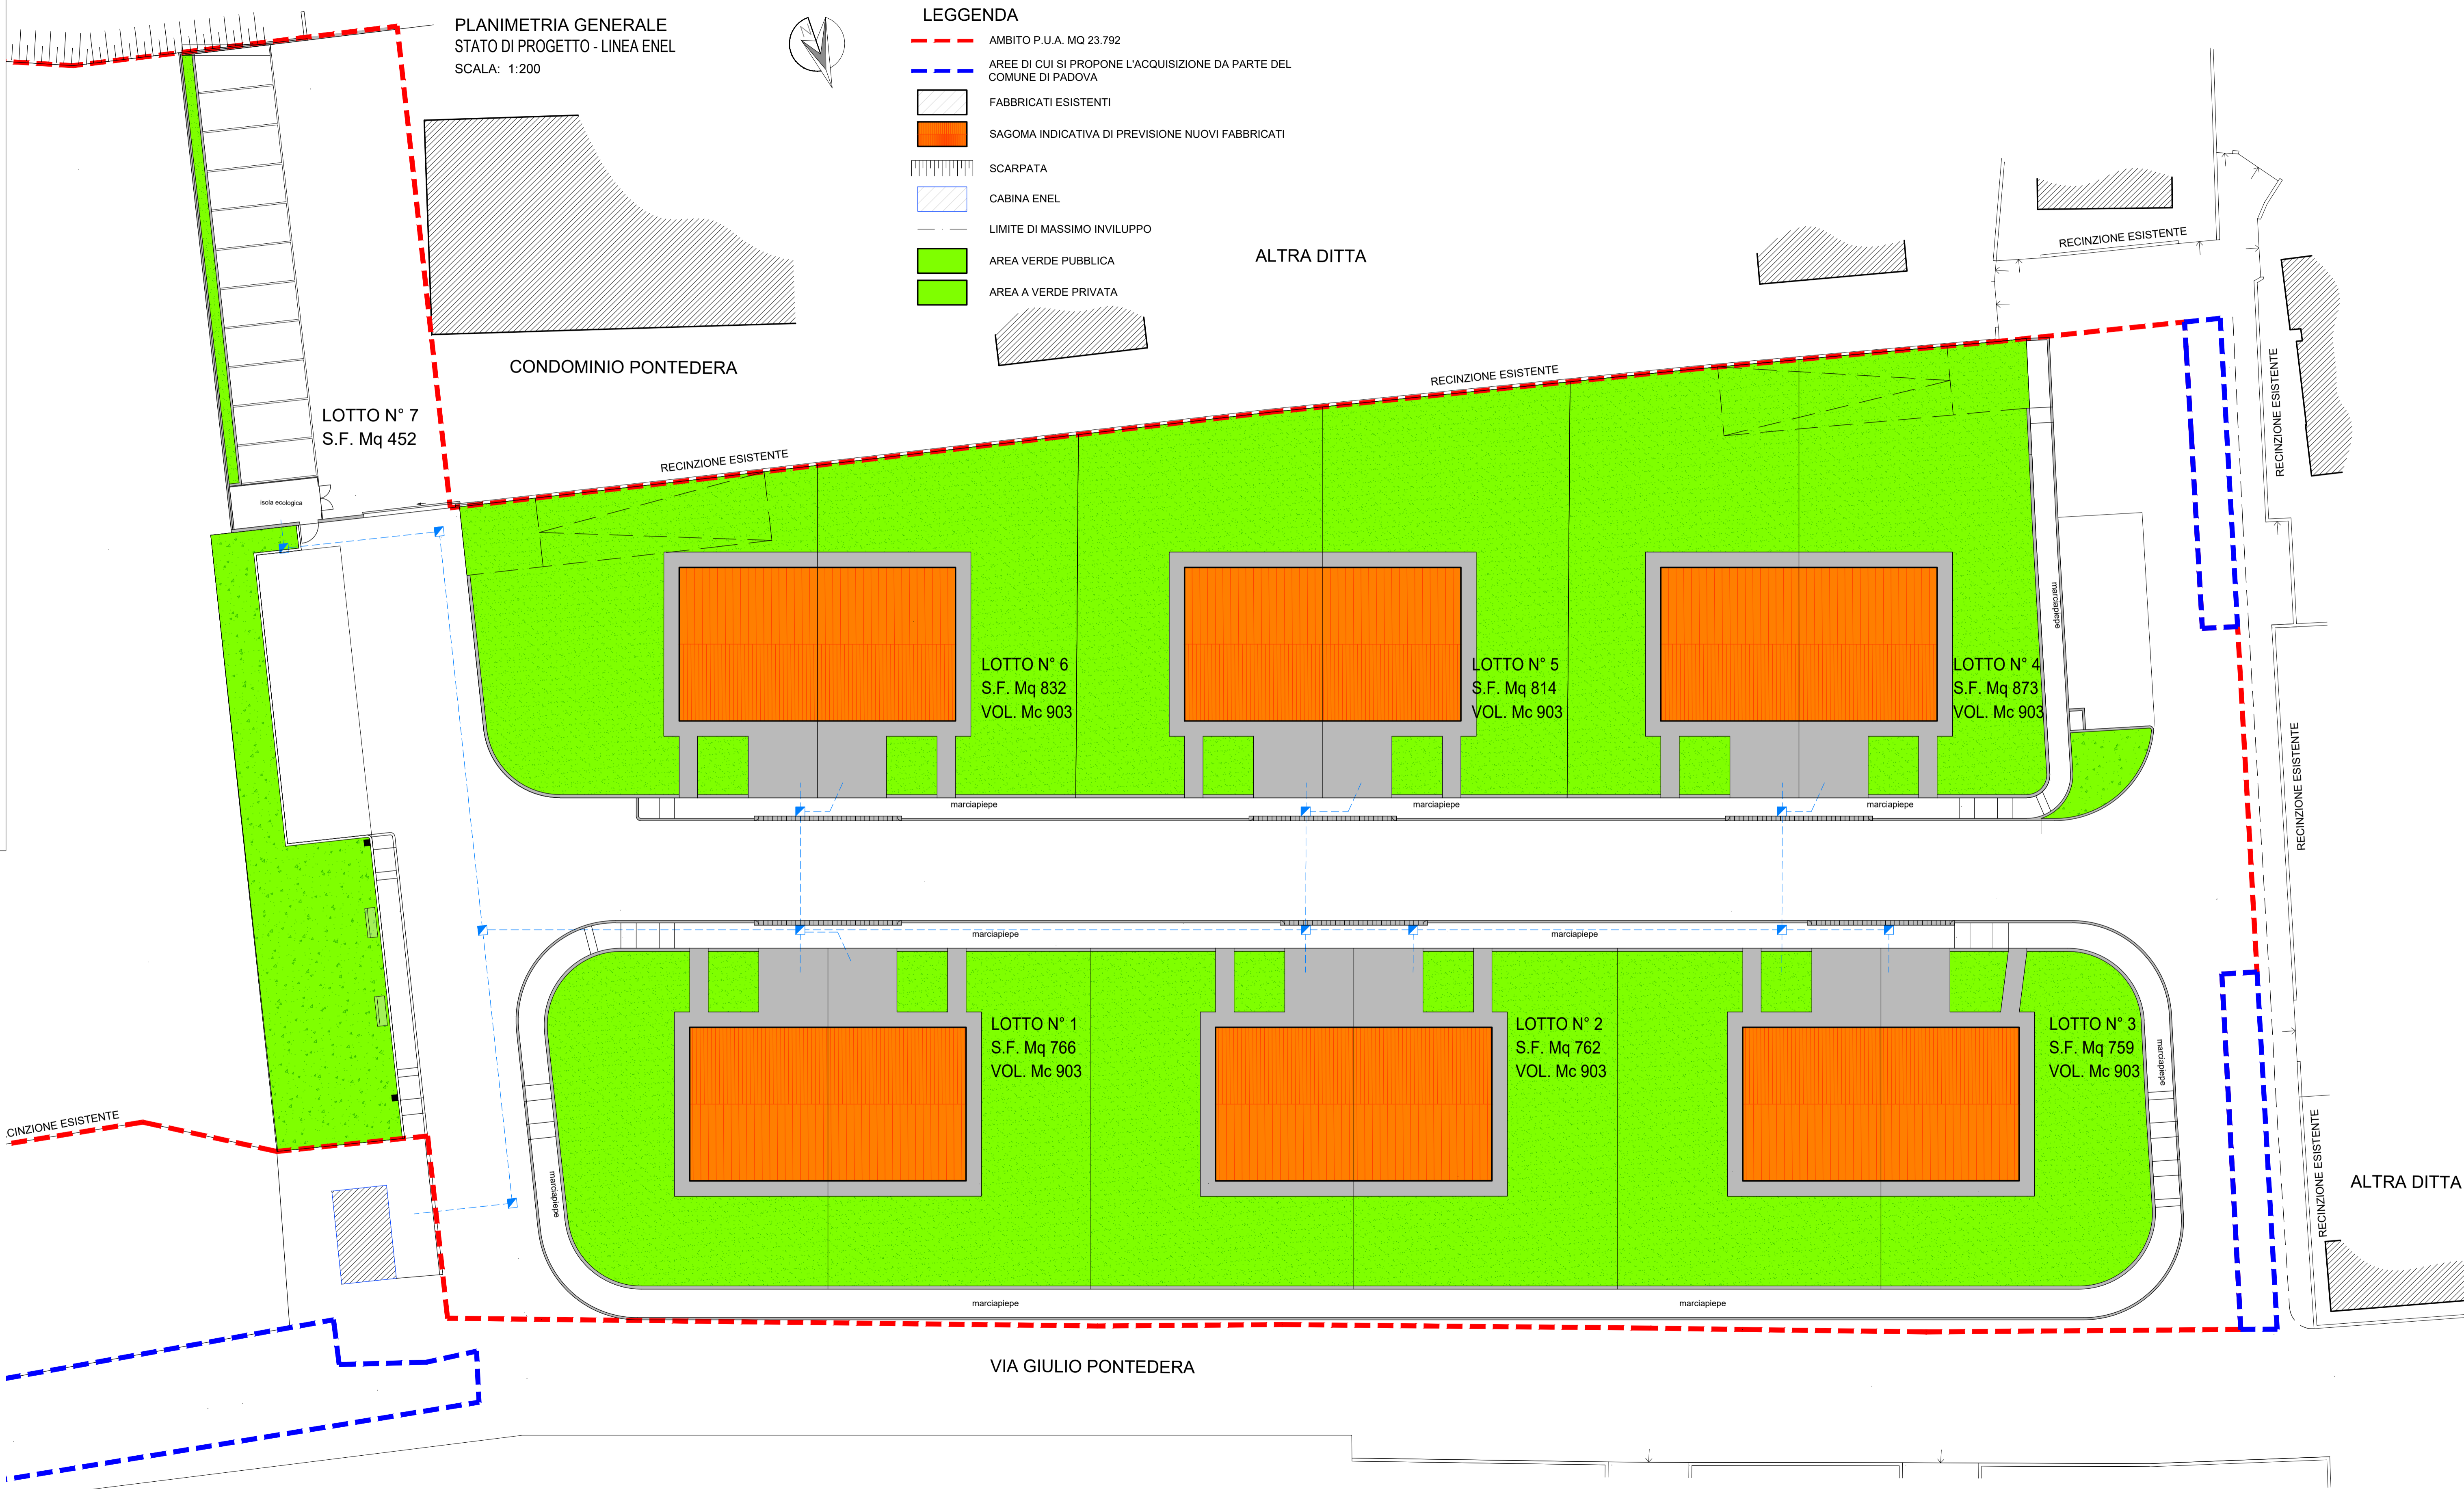 PLANIMETRIA GENERALE
STATO DI PROGETTO - LINEA ENEL
SCALA: 1:200
N
LEGGENDA
AMBITO P.U.A. MQ 23.792
AREE DI CUI SI PROPONE L'ACQUISIZIONE DA PARTE DEL
COMUNE DI PADOVA
FABBRICATI ESISTENTI
SAGOMA INDICATIVA DI PREVISIONE NUOVI FABBRICATI
SCARPATA
CABINA ENEL
LIMITE DI MASSIMO INVILUPPO
AREA VERDE PUBBLICA
AREA A VERDE PRIVATA
ALTRA DITTA
RECINZIONE ESISTENTE
CONDOMINIO PONTEDERA
RECINZIONE ESISTENTE
RECINZIONE ESISTENTE
LOTTO N° 7
S.F. Mq 452
RECINZIONE ESISTENTE
isola ecologica
marciapiepe
LOTTO N° 6
S.F. Mq 832
VOL. Mc 903
LOTTO N° 5
S.F. Mq 814
VOL. Mc 903
LOTTO N° 4
S.F. Mq 873
VOL. Mc 903
RECINZIONE ESISTENTE
marciapiepe
marciapiepe
marciapiepe
marciapiepe
marciapiepe
LOTTO N° 1
S.F. Mq 766
VOL. Mc 903
LOTTO N° 2
S.F. Mq 762
VOL. Mc 903
LOTTO N° 3
S.F. Mq 759
VOL. Mc 903
marciapiepe
CINZIONE ESISTENTE
marciapiepe
RECINZIONE ESISTENTE
ALTRA DITTA
marciapiepe
marciapiepe
VIA GIULIO PONTEDERA